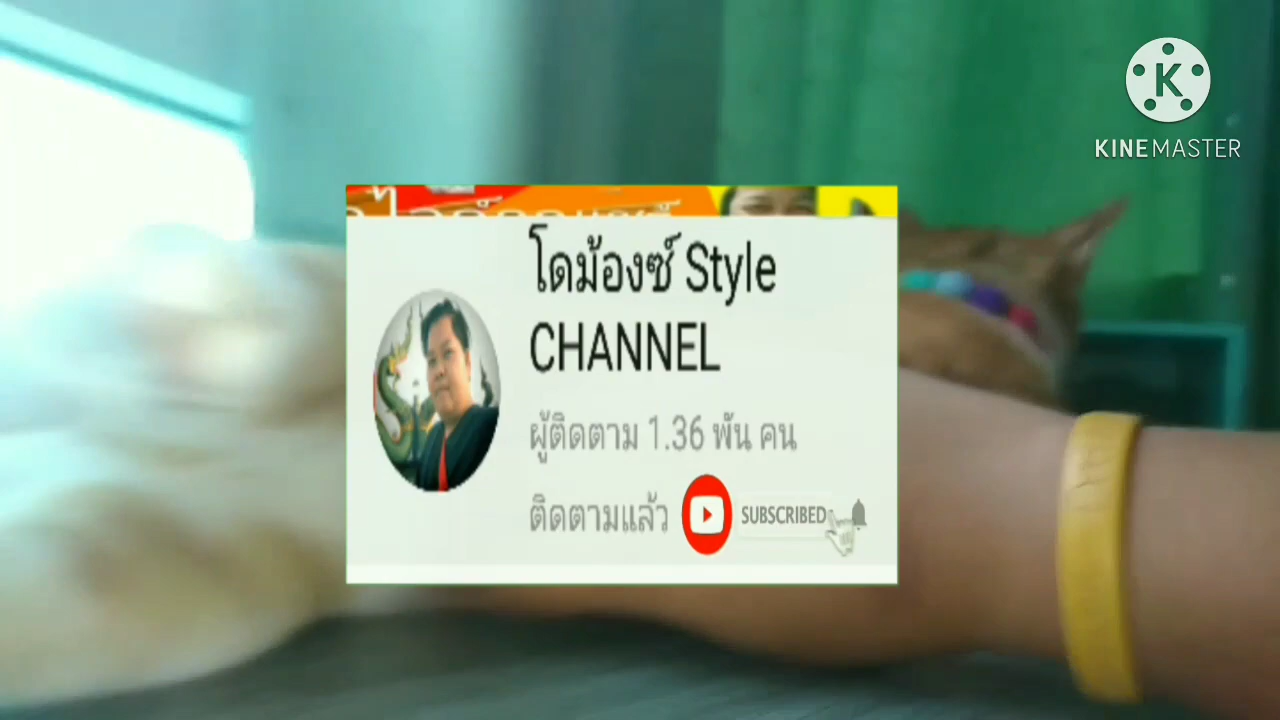 KINEMASTER
โดม้องซ์ Style
CHANNEL
ผู้ติดตาม 1.36 พัน คน
ติดตามแล้ว
SUBSCRIBED